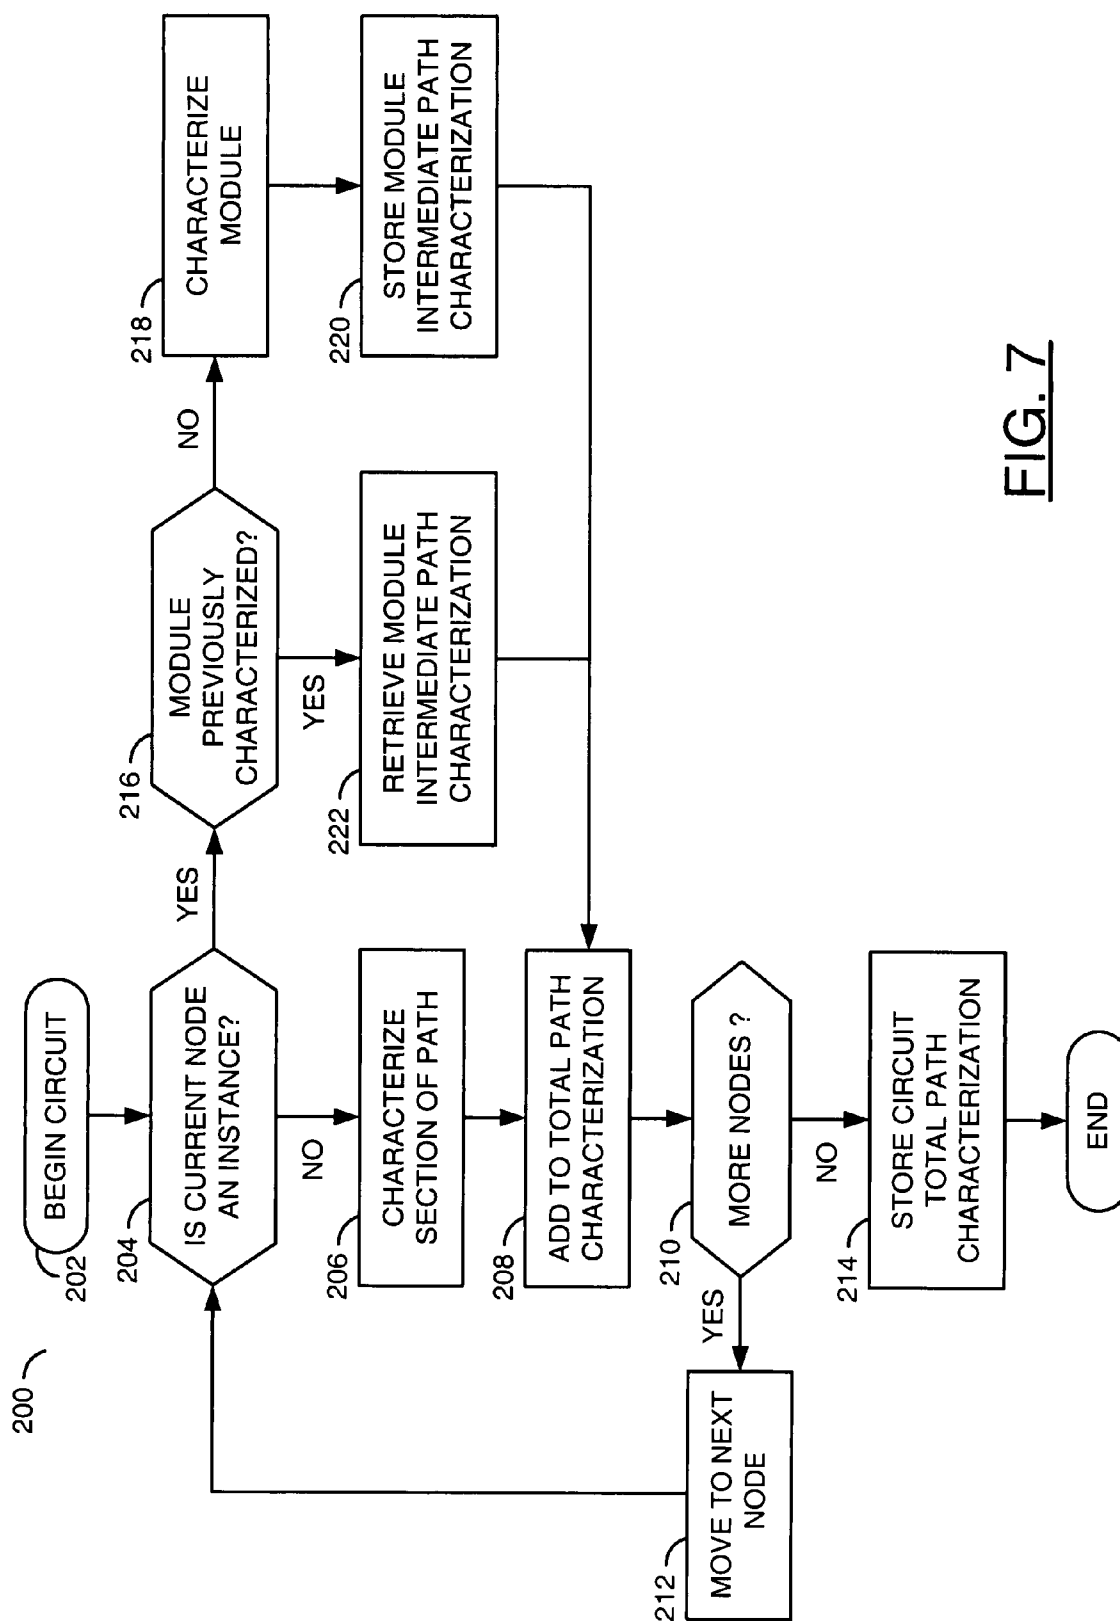 200
202
BEGIN CIRCUIT
204
IS CURRENT NODE
AN INSTANCE?
YES
NO
216
MODULE
PREVIOUSLY
CHARACTERIZED?
NO
YES
218
CHARACTERIZE
MODULE
206
CHARACTERIZE
SECTION OF PATH
222
RETRIEVE MODULE
INTERMEDIATE PATH
CHARACTERIZATION
220
STORE MODULE
INTERMEDIATE PATH
CHARACTERIZATION
208
ADD TO TOTAL PATH
CHARACTERIZATION
212
MOVE TO NEXT
NODE
YES
210
MORE NODES ?
NO
214
STORE CIRCUIT
TOTAL PATH
CHARACTERIZATION
END
FIG. 7